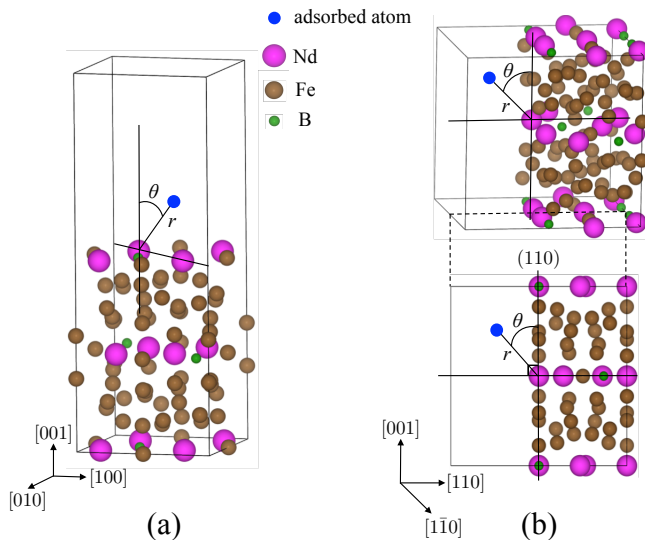 adsorbed atom
Nd
Fe
B
θ
r
[001]
[100]
[010]
(a)
θ
r
(110)
θ
r
[001]
[110]
[11̄0]
(b)